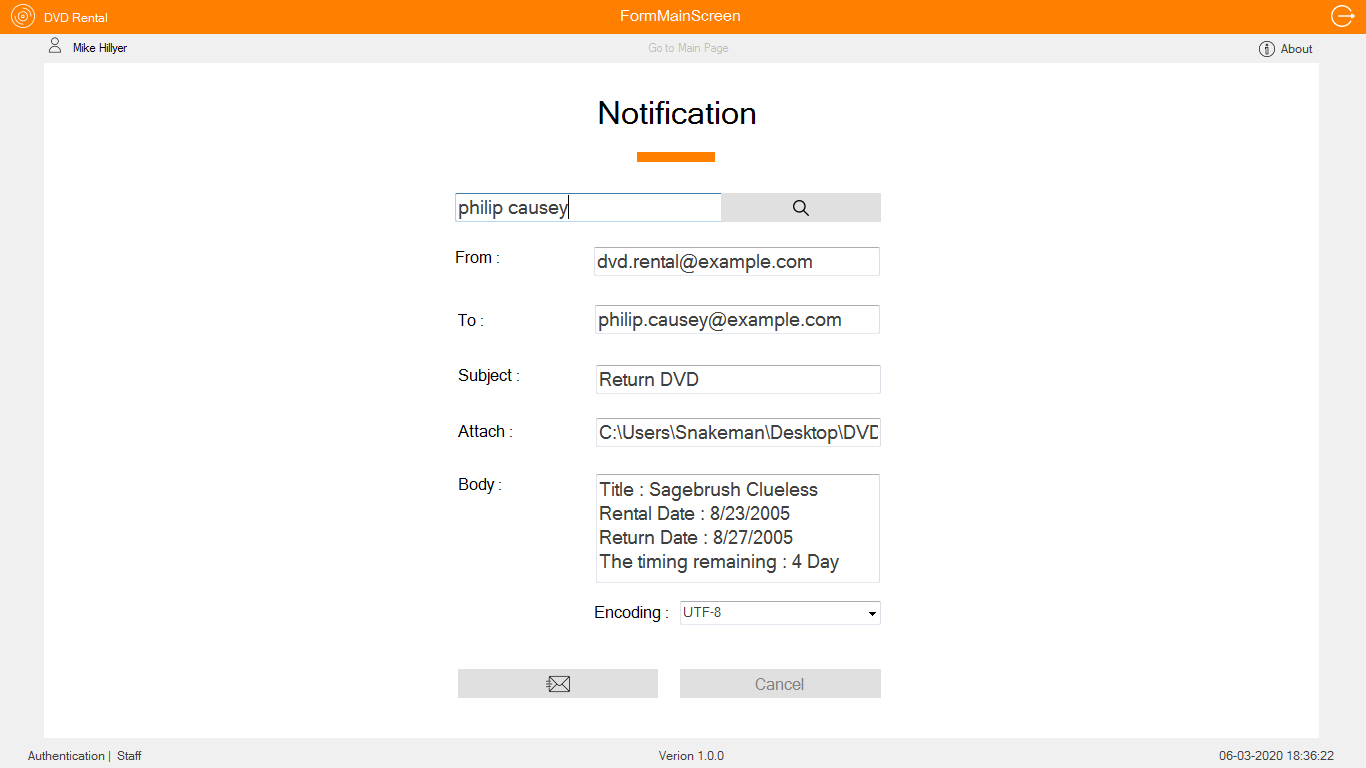 DVD Rental
FormMainScreen
Mike Hillyer
Go to Main Page
About
Notification
philip causey
From :
dvd.rental@example.com
To :
philip.causey@example.com
Subject :
Return DVD
Attach :
C:\Users\Snakeman\Desktop\DVD
Body :
Title : Sagebrush Clueless
Rental Date : 8/23/2005
Return Date : 8/27/2005
The timing remaining : 4 Day
Encoding :
UTF-8
Cancel
Authentication | Staff
Verion 1.0.0
06-03-2020 18:36:22